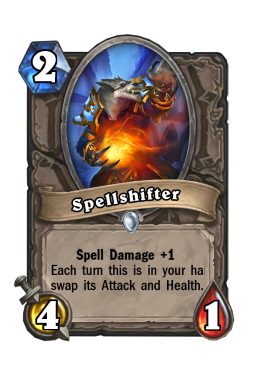 2
Spellshifter
Spell Damage +1
Each turn this is in your ha
swap its Attack and Health.
4
1